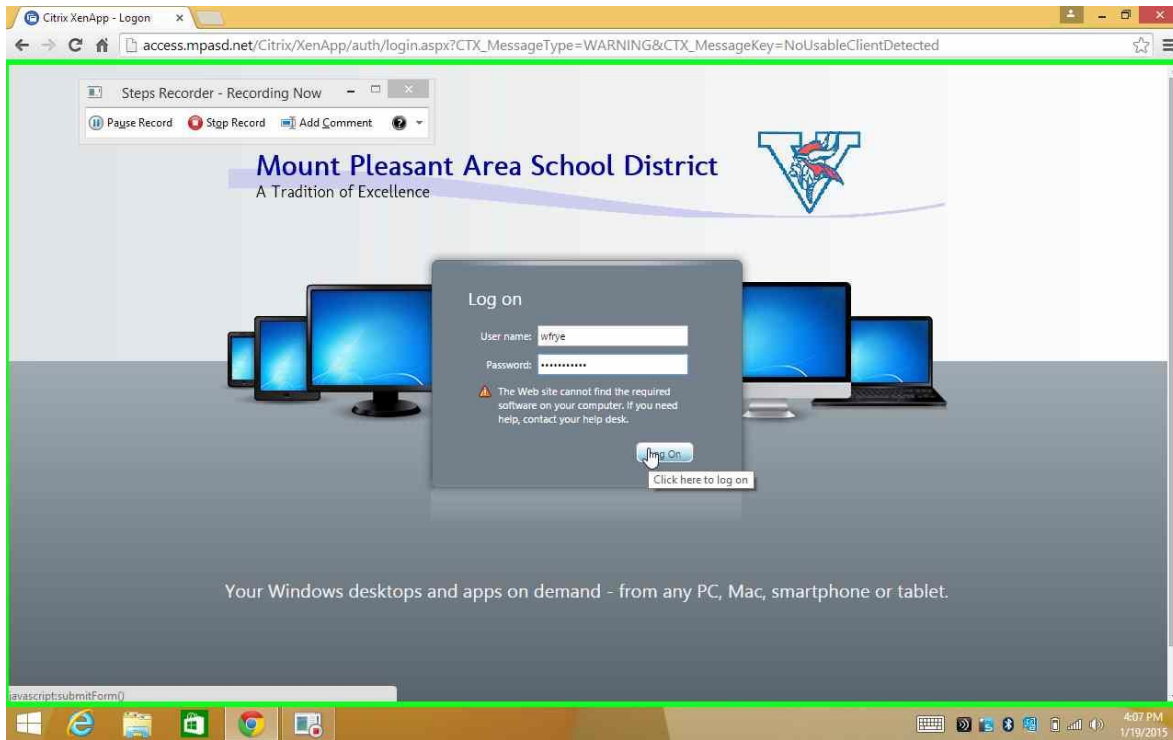 Citrix XenApp - Logon
access.mpasd.net/Citrix/XenApp/auth/login.aspx?CTX_MessageType=WARNING&CTX_MessageKey=NoUsableClientDetected
Steps Recorder - Recording Now
Pause Record Stop Record Add Comment
Mount Pleasant Area School District
A Tradition of Excellence
V
Log on
User name: wfrye
Password: •••••••••••
The Web site cannot find the required
software on your computer. If you need
help, contact your help desk.
Log On
Click here to log on
Your Windows desktops and apps on demand - from any PC, Mac, smartphone or tablet.
javascript:submitForm()
4:07 PM
1/19/2015